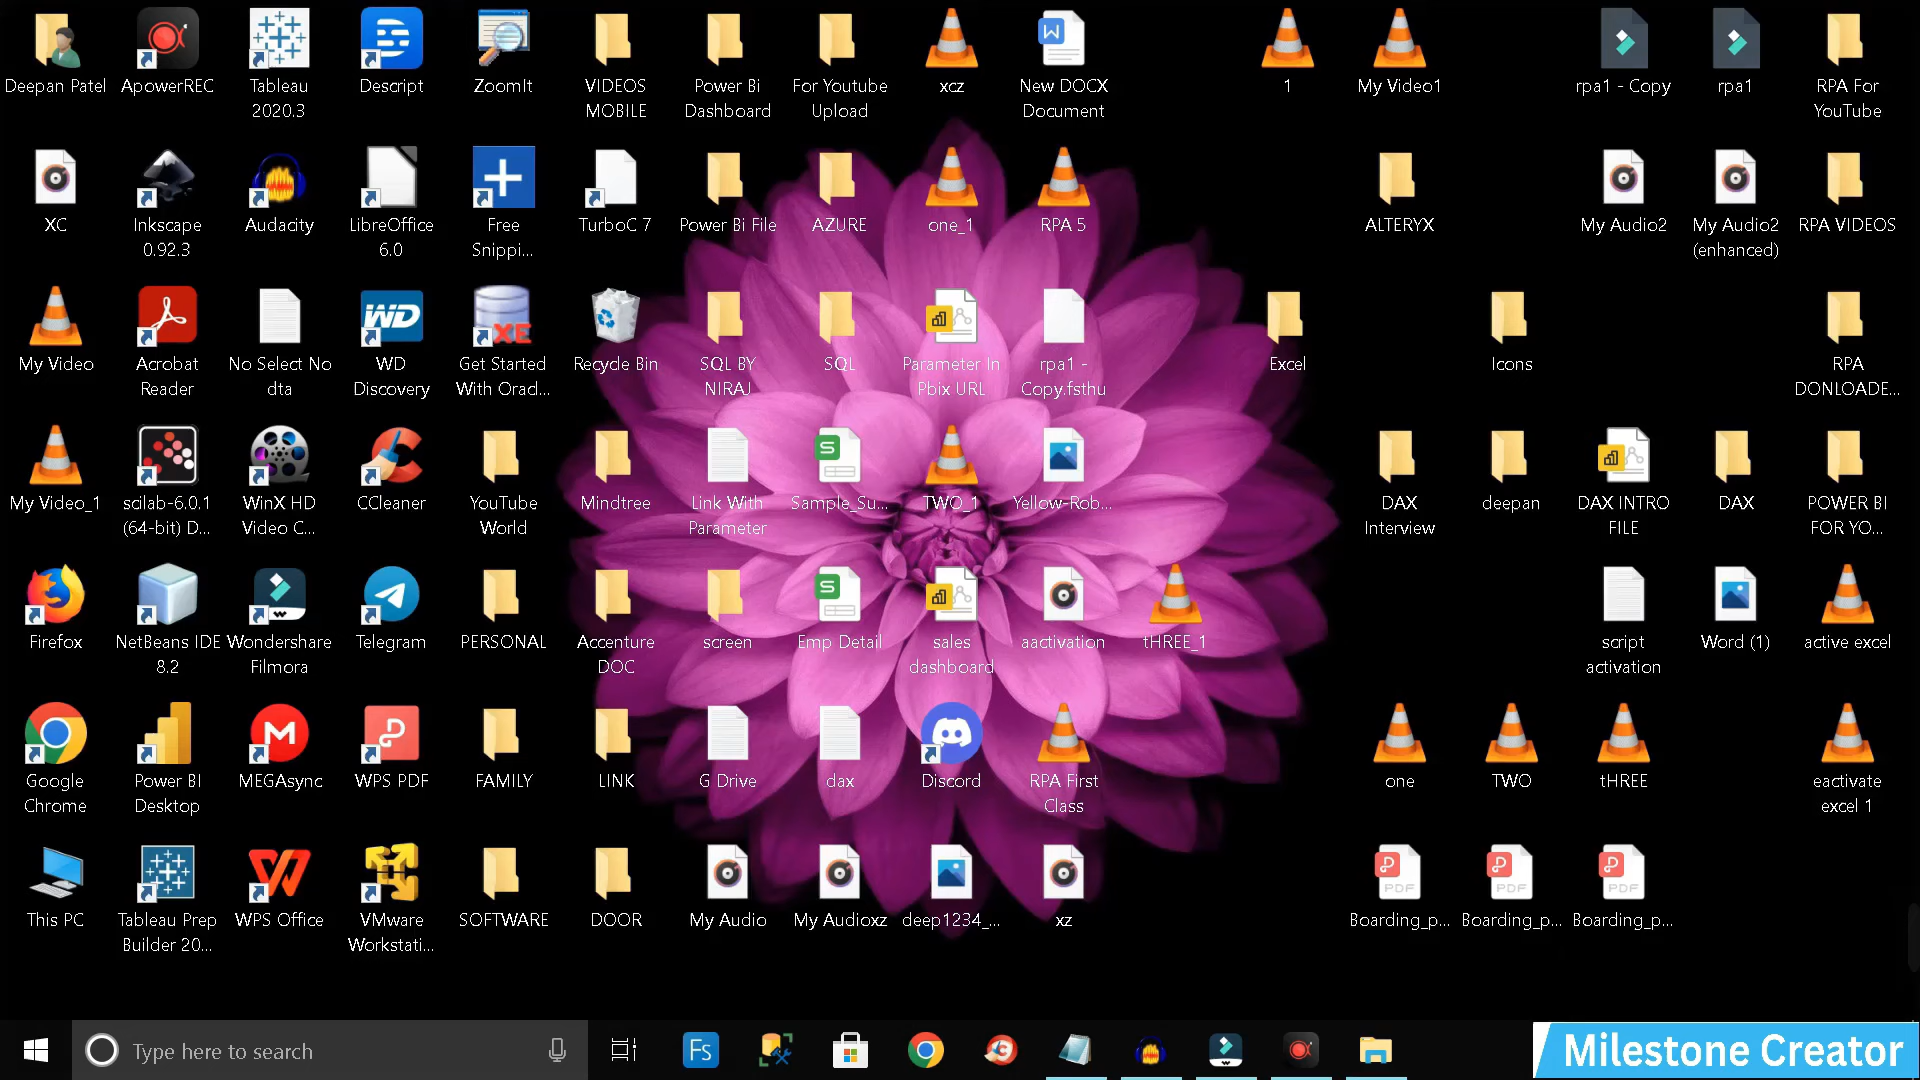 Deepan Patel
ApowerREC
Tableau
2020.3
Descript
ZoomIt
VIDEOS
MOBILE
Power Bi
Dashboard
For Youtube
Upload
xcz
New DOCX
Document
1
My Video1
rpa1 - Copy
rpa1
RPA For
YouTube
XC
Inkscape
0.92.3
Audacity
LibreOffice
6.0
Free
Snippi...
TurboC 7
Power Bi File
AZURE
one_1
RPA 5
ALTERYX
My Audio2
My Audio2
(enhanced)
RPA VIDEOS
My Video
Acrobat
Reader
No Select No
dta
WD
WD
Discovery
XE
Get Started
With Oracl...
Recycle Bin
SQL BY
NIRAJ
SQL
Parameter In
Pbix URL
rpa1 -
Copy.fsthu
Excel
Icons
RPA
DONLOADE...
My Video_1
scilab-6.0.1
(64-bit) D...
WinX HD
Video C...
CCleaner
YouTube
World
Mindtree
Link With
Parameter
S
Sample_Su...
TWO_1
Yellow-Rob...
DAX
Interview
deepan
DAX INTRO
FILE
DAX
POWER BI
FOR YO...
Firefox
NetBeans IDE
8.2
Wondershare
Filmora
Telegram
PERSONAL
Accenture
DOC
screen
S
Emp Detail
sales
dashboard
aactivation
tHREE_1
script
activation
Word (1)
active excel
Google
Chrome
Power BI
Desktop
M
MEGAsync
WPS PDF
FAMILY
LINK
G Drive
dax
Discord
RPA First
Class
one
TWO
tHREE
eactivate
excel 1
This PC
Tableau Prep
Builder 20...
WPS Office
VMware
Workstati...
SOFTWARE
DOOR
My Audio
My Audioxz
deep1234_...
xz
PDF
Boarding_p...
PDF
Boarding_p...
PDF
Boarding_p...
Type here to search
Fs
Milestone Creator